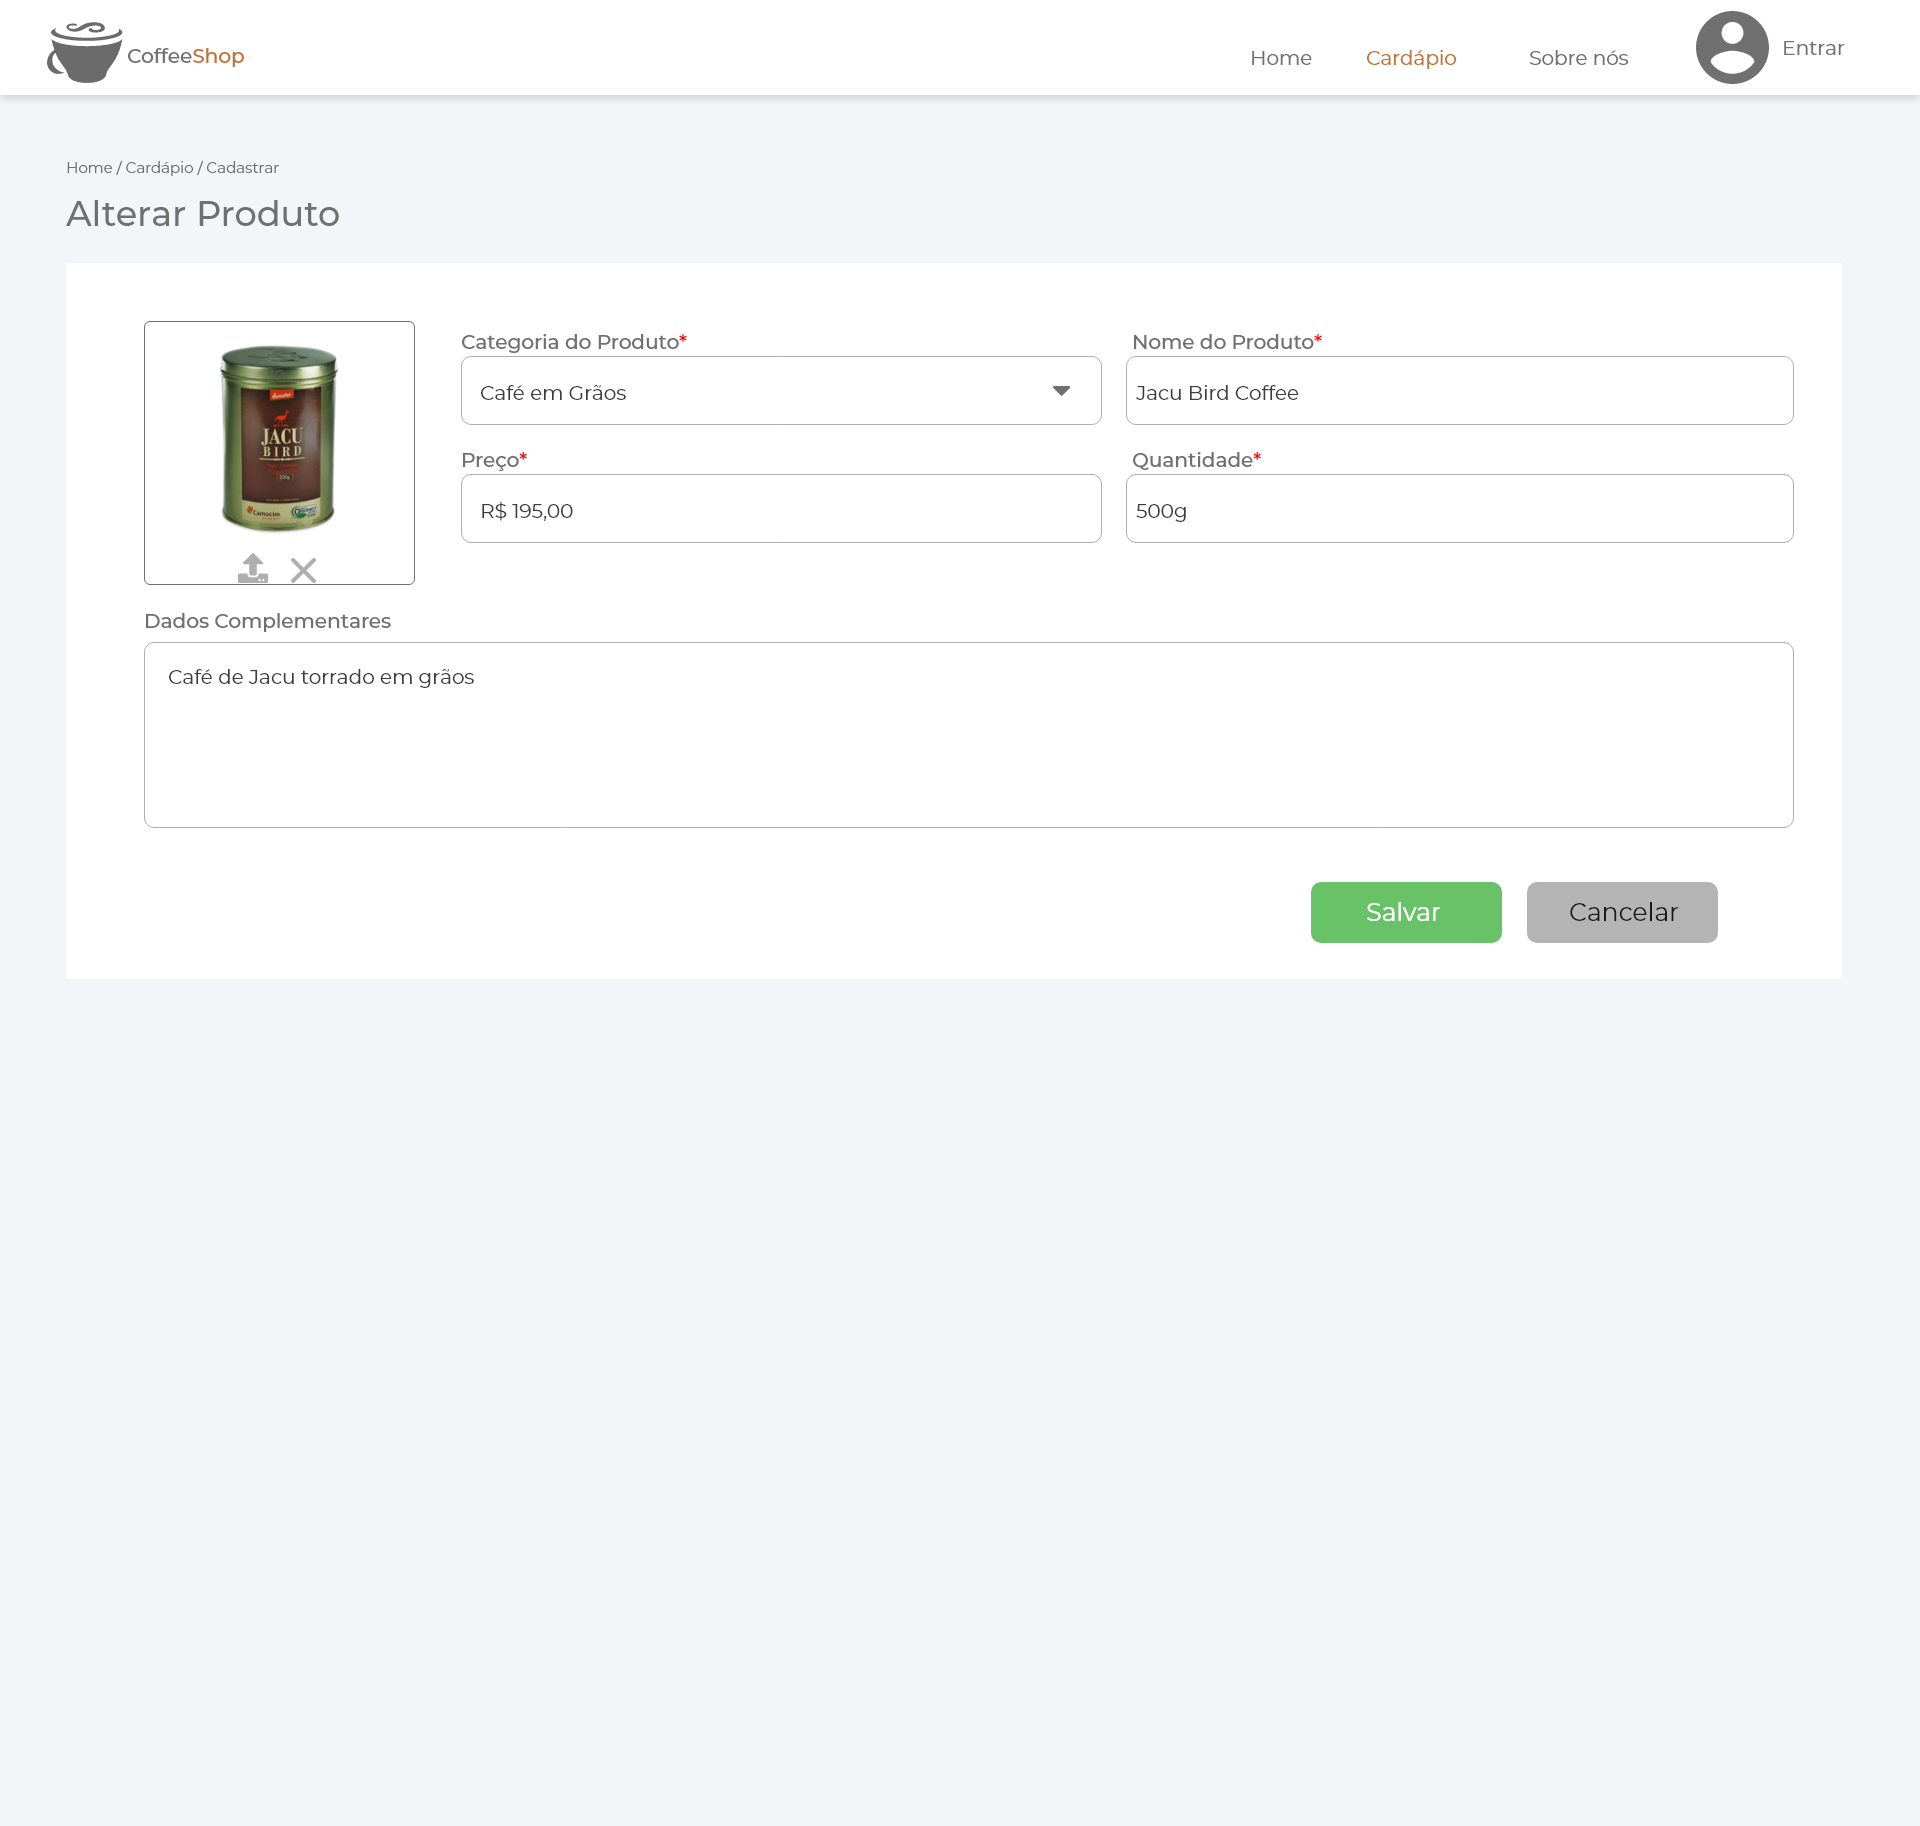 CoffeeShop
Home
Cardápio
Sobre nós
Entrar
Home / Cardápio / Cadastrar
Alterar Produto
JACU
BIRD
250g
Camocim
Categoria do Produto*
Café em Grãos
Nome do Produto*
Jacu Bird Coffee
Preço*
R$ 195,00
Quantidade*
500g
Dados Complementares
Café de Jacu torrado em grãos
Salvar
Cancelar